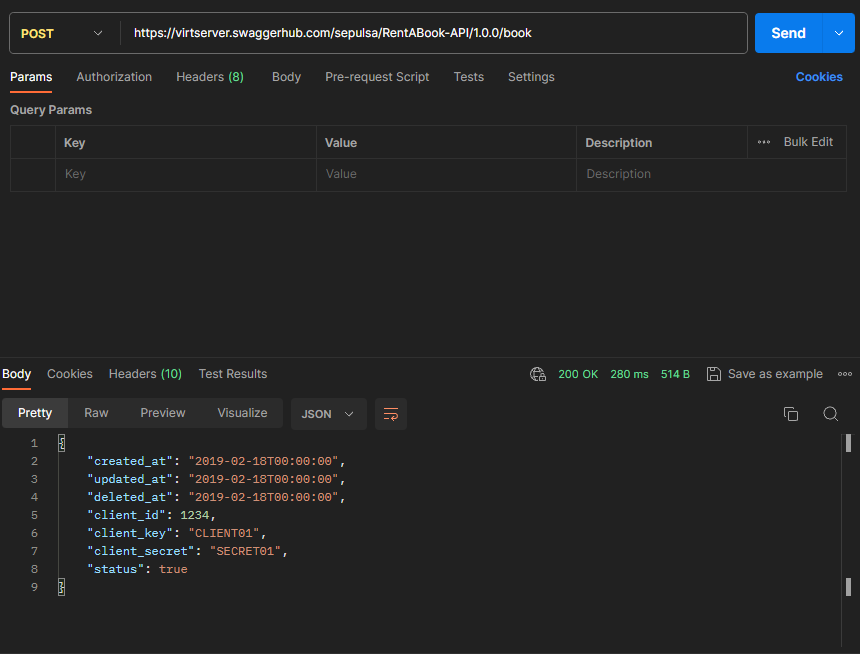 POST https://virtserver.swaggerhub.com/sepulsa/RentABook-API/1.0.0/book Send
Params Authorization Headers (8) Body Pre-request Script Tests Settings Cookies
Query Params
Key Value Description ••• Bulk Edit
Key Value Description
Body Cookies Headers (10) Test Results 200 OK 280 ms 514 B Save as example
Pretty Raw Preview Visualize JSON
1 {
2 "created_at": "2019-02-18T00:00:00",
3 "updated_at": "2019-02-18T00:00:00",
4 "deleted_at": "2019-02-18T00:00:00",
5 "client_id": 1234,
6 "client_key": "CLIENT01",
7 "client_secret": "SECRET01",
8 "status": true
9 }